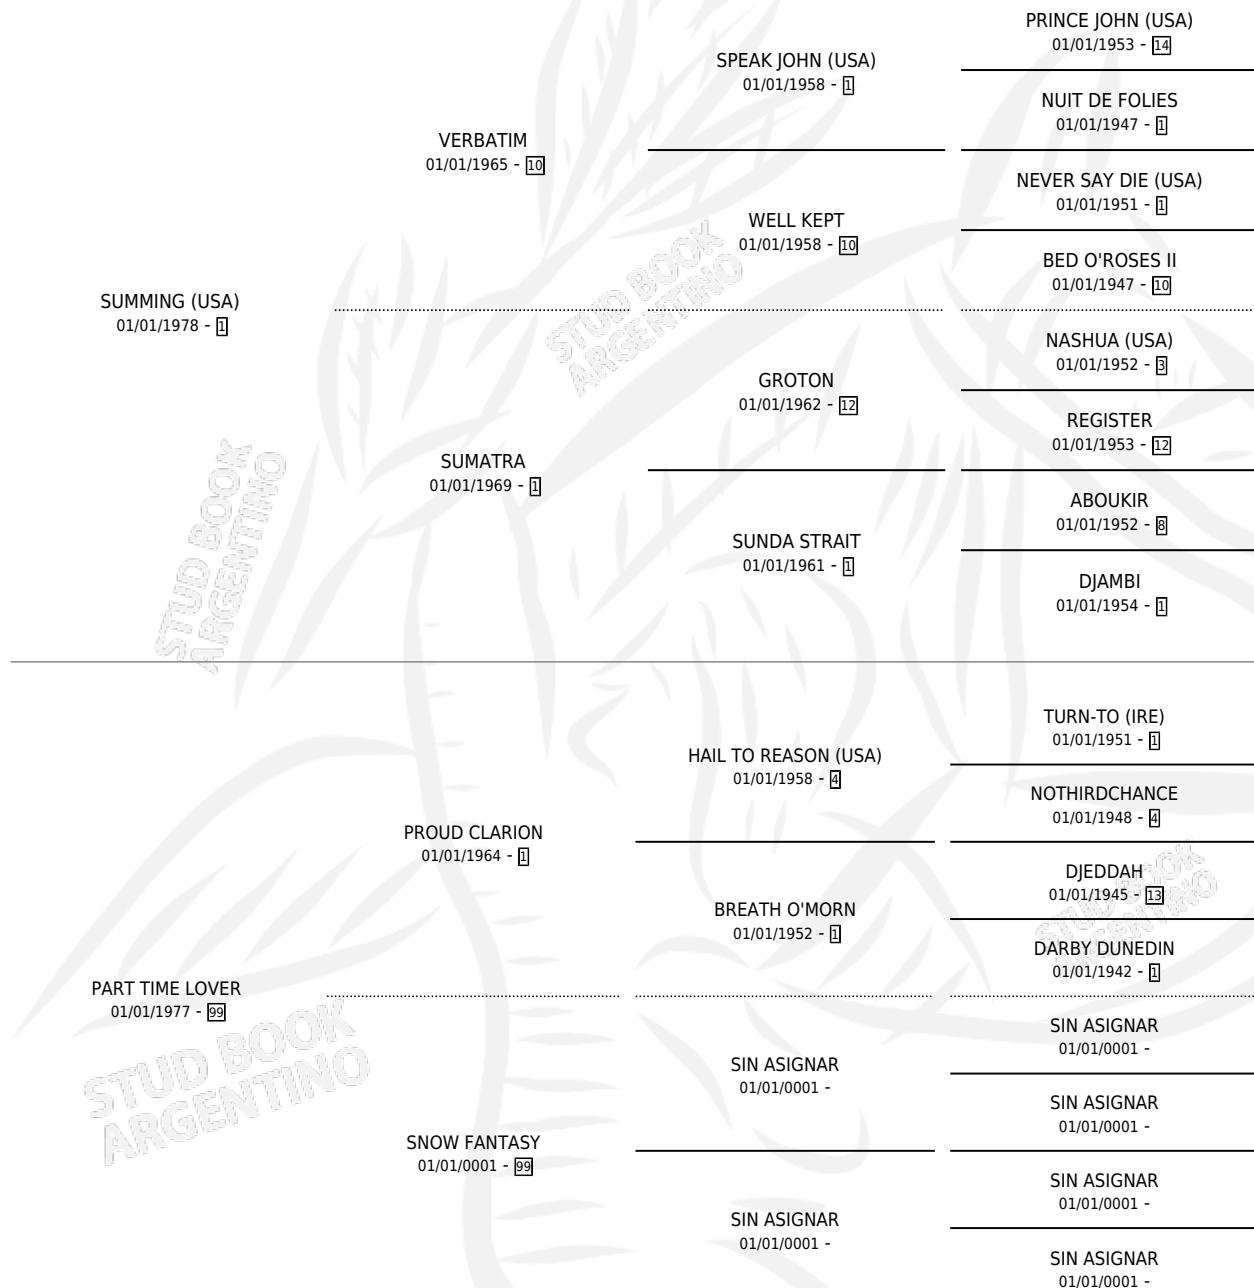 PRINCE JOHN (USA)
01/01/1953 - 14
SPEAK JOHN (USA)
01/01/1958 - 1
NUIT DE FOLIES
01/01/1947 - 1
VERBATIM
01/01/1965 - 10
NEVER SAY DIE (USA)
01/01/1951 - 1
WELL KEPT
01/01/1958 - 10
BED O'ROSES II
01/01/1947 - 10
STUD BOOK
ARGENTINO
SUMMING (USA)
01/01/1978 - 1
NASHUA (USA)
01/01/1952 - 3
GROTON
01/01/1962 - 12
REGISTER
01/01/1953 - 12
SUMATRA
01/01/1969 - 1
ABOUKIR
01/01/1952 - 8
SUNDA STRAIT
01/01/1961 - 1
DJAMBI
01/01/1954 - 1
STUD BOOK
ARGENTINO
TURN-TO (IRE)
01/01/1951 - 1
HAIL TO REASON (USA)
01/01/1958 - 4
NOTHIRDCHANCE
01/01/1948 - 4
PROUD CLARION
01/01/1964 - 1
DJEDDAH
01/01/1945 - 13
BREATH O'MORN
01/01/1952 - 1
STUD BOOK
ARGENTINO
DARBY DUNEDIN
01/01/1942 - 1
PART TIME LOVER
01/01/1977 - 99
SIN ASIGNAR
01/01/0001 -
SIN ASIGNAR
01/01/0001 -
SIN ASIGNAR
01/01/0001 -
STUD BOOK
ARGENTINO
SNOW FANTASY
01/01/0001 - 99
SIN ASIGNAR
01/01/0001 -
SIN ASIGNAR
01/01/0001 -
SIN ASIGNAR
01/01/0001 -